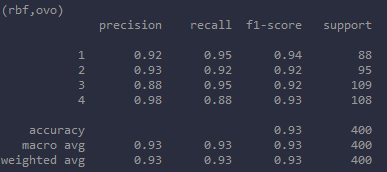 (rbf,ovo)
precision recall f1-score support
1 0.92 0.95 0.94 88
2 0.93 0.92 0.92 95
3 0.88 0.95 0.92 109
4 0.98 0.88 0.93 108
accuracy 0.93 400
macro avg 0.93 0.93 0.93 400
weighted avg 0.93 0.93 0.93 400